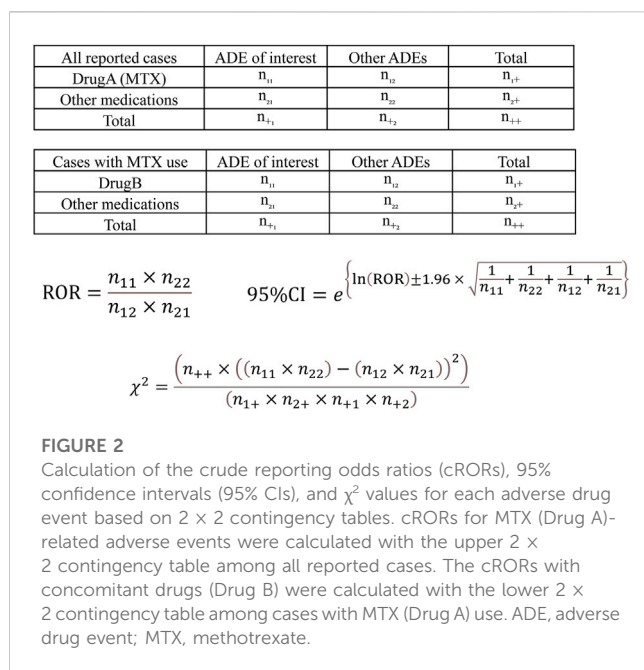 All reported cases ADE of interest Other ADEs Total
DrugA (MTX) n₁₁ n₁₂ n₁₊
Other medications n₂₁ n₂₂ n₂₊
Total n₊₁ n₊₂ n₊₊
Cases with MTX use ADE of interest Other ADEs Total
DrugB n₁₁ n₁₂ n₁₊
Other medications n₂₁ n₂₂ n₂₊
Total n₊₁ n₊₂ n₊₊
ROR = (n₁₁ × n₂₂) / (n₁₂ × n₂₁) 95%CI = e^{ln(ROR)±1.96 × √(1/n₁₁ + 1/n₂₂ + 1/n₁₂ + 1/n₂₁)}
χ² = (n₊₊ × ((n₁₁ × n₂₂) − (n₁₂ × n₂₁))²) / (n₁₊ × n₂₊ × n₊₁ × n₊₂)
FIGURE 2
Calculation of the crude reporting odds ratios (cRORs), 95%
confidence intervals (95% CIs), and χ² values for each adverse drug
event based on 2 × 2 contingency tables. cRORs for MTX (Drug A)-
related adverse events were calculated with the upper 2 ×
2 contingency table among all reported cases. The cRORs with
concomitant drugs (Drug B) were calculated with the lower 2 ×
2 contingency table among cases with MTX (Drug A) use. ADE, adverse
drug event; MTX, methotrexate.